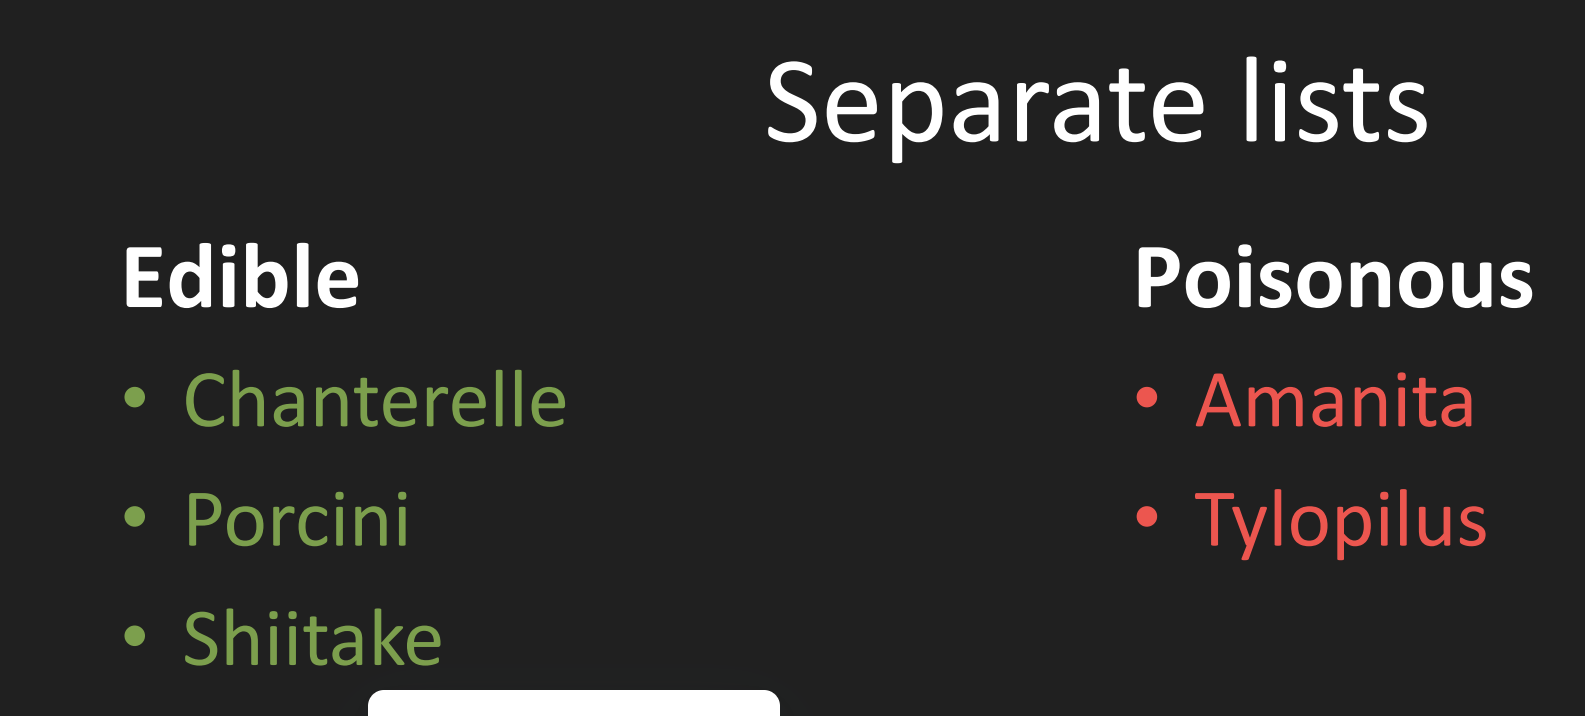 Separate lists
Edible
• Chanterelle
• Porcini
• Shiitake
Poisonous
• Amanita
• Tylopilus